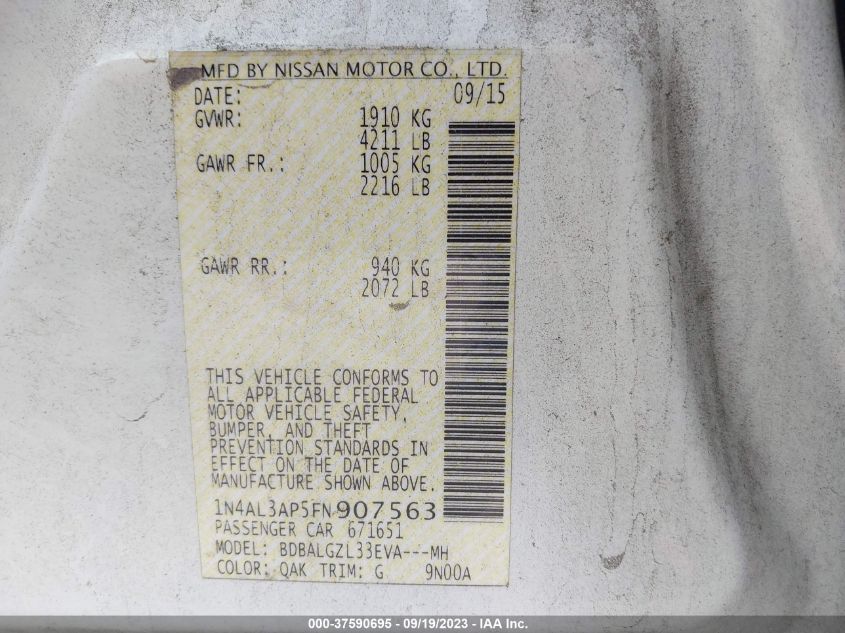 MFD BY NISSAN MOTOR CO., LTD.
DATE: 09/15
GVWR: 1910 KG
4211 LB
GAWR FR.: 1005 KG
2216 LB
GAWR RR.: 940 KG
2072 LB
THIS VEHICLE CONFORMS TO
ALL APPLICABLE FEDERAL
MOTOR VEHICLE SAFETY,
BUMPER, AND THEFT
PREVENTION STANDARDS IN
EFFECT ON THE DATE OF
MANUFACTURE SHOWN ABOVE.
1N4AL3AP5FN907563
PASSENGER CAR 671651
MODEL: BDBALGZL33EVA---MH
COLOR: QAK TRIM: G 9N00A
000-37590695 - 09/19/2023 - IAA Inc.